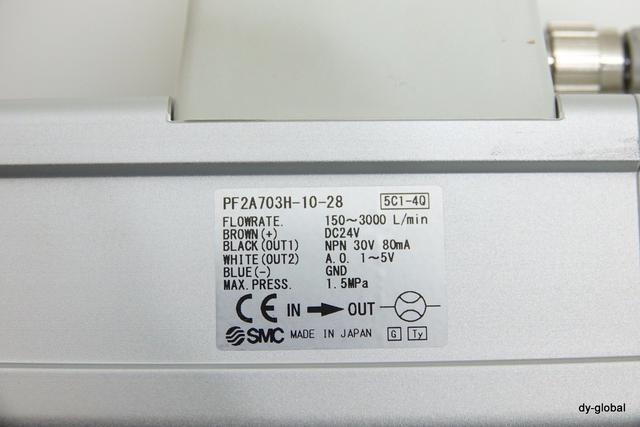 PF2A703H-10-28 5C1-4Q
FLOWRATE. 150~3000 L/min
BROWN(+) DC24V
BLACK(OUT1) NPN 30V 80mA
WHITE(OUT2) A.O. 1~5V
BLUE(-) GND
MAX.PRESS. 1.5MPa
CE IN OUT
SMC MADE IN JAPAN G Ty
dy-global